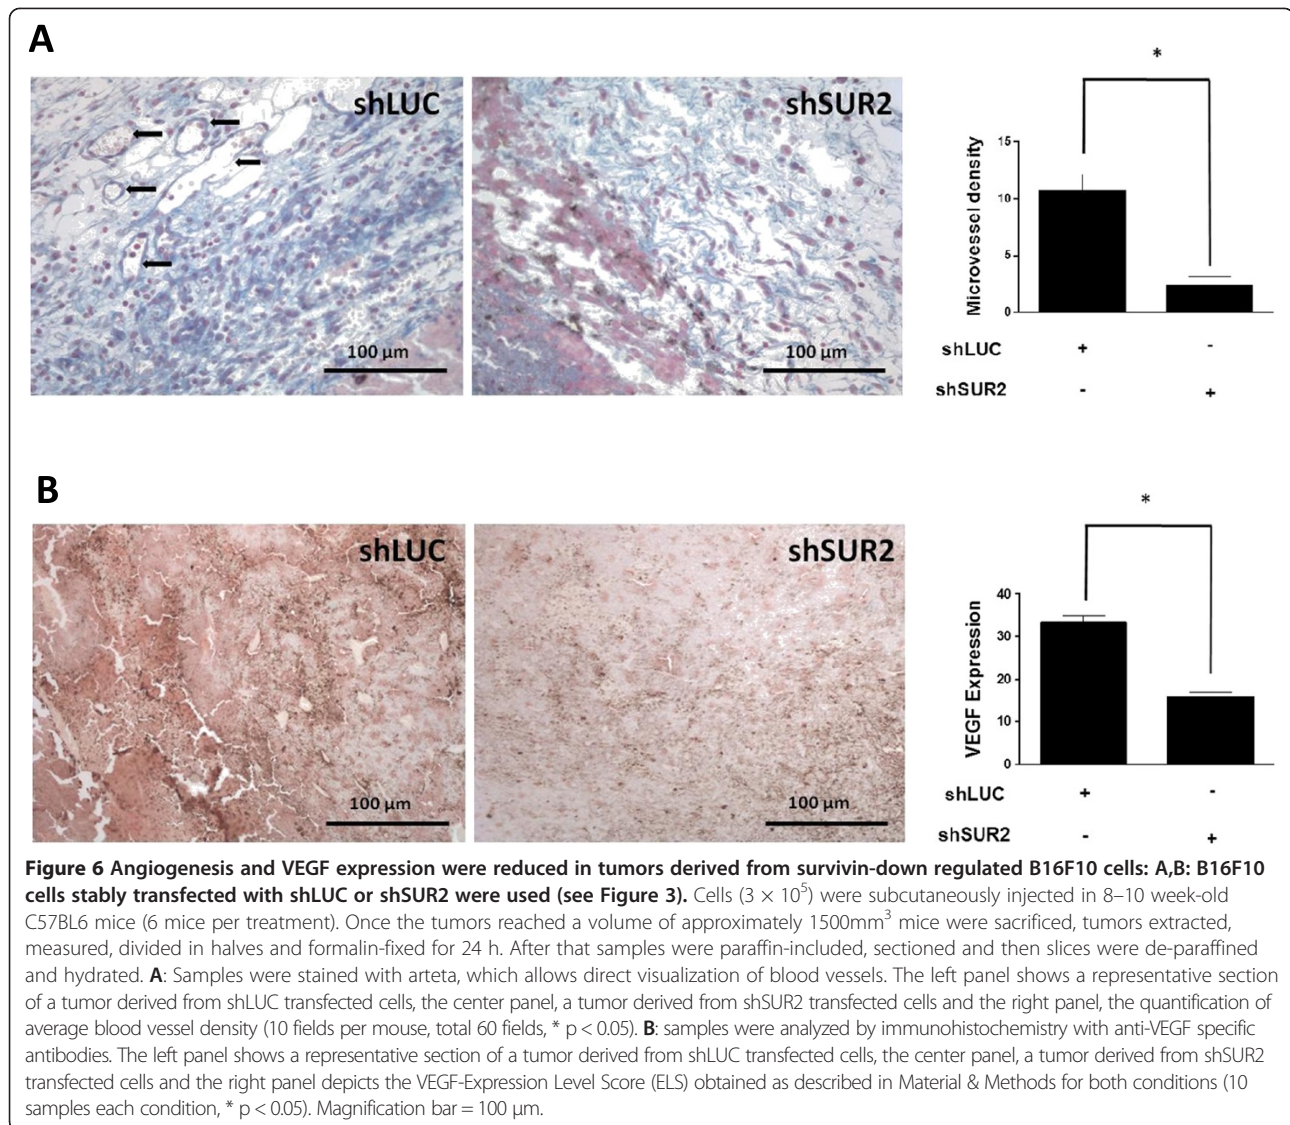 A
shLUC
shSUR2
100 µm
100 µm
*
Microvessel density
15
10
5
0
shLUC + -
shSUR2 - +
B
shLUC
shSUR2
100 µm
100 µm
*
VEGF Expression
40
30
20
10
0
shLUC + -
shSUR2 - +
Figure 6 Angiogenesis and VEGF expression were reduced in tumors derived from survivin-down regulated B16F10 cells: A,B: B16F10
cells stably transfected with shLUC or shSUR2 were used (see Figure 3). Cells (3 × 10⁵) were subcutaneously injected in 8–10 week-old
C57BL6 mice (6 mice per treatment). Once the tumors reached a volume of approximately 1500mm³ mice were sacrificed, tumors extracted,
measured, divided in halves and formalin-fixed for 24 h. After that samples were paraffin-included, sectioned and then slices were de-paraffined
and hydrated. A: Samples were stained with arteta, which allows direct visualization of blood vessels. The left panel shows a representative section
of a tumor derived from shLUC transfected cells, the center panel, a tumor derived from shSUR2 transfected cells and the right panel, the quantification of
average blood vessel density (10 fields per mouse, total 60 fields, * p < 0.05). B: samples were analyzed by immunohistochemistry with anti-VEGF specific
antibodies. The left panel shows a representative section of a tumor derived from shLUC transfected cells, the center panel, a tumor derived from shSUR2
transfected cells and the right panel depicts the VEGF-Expression Level Score (ELS) obtained as described in Material & Methods for both conditions (10
samples each condition, * p < 0.05). Magnification bar = 100 µm.